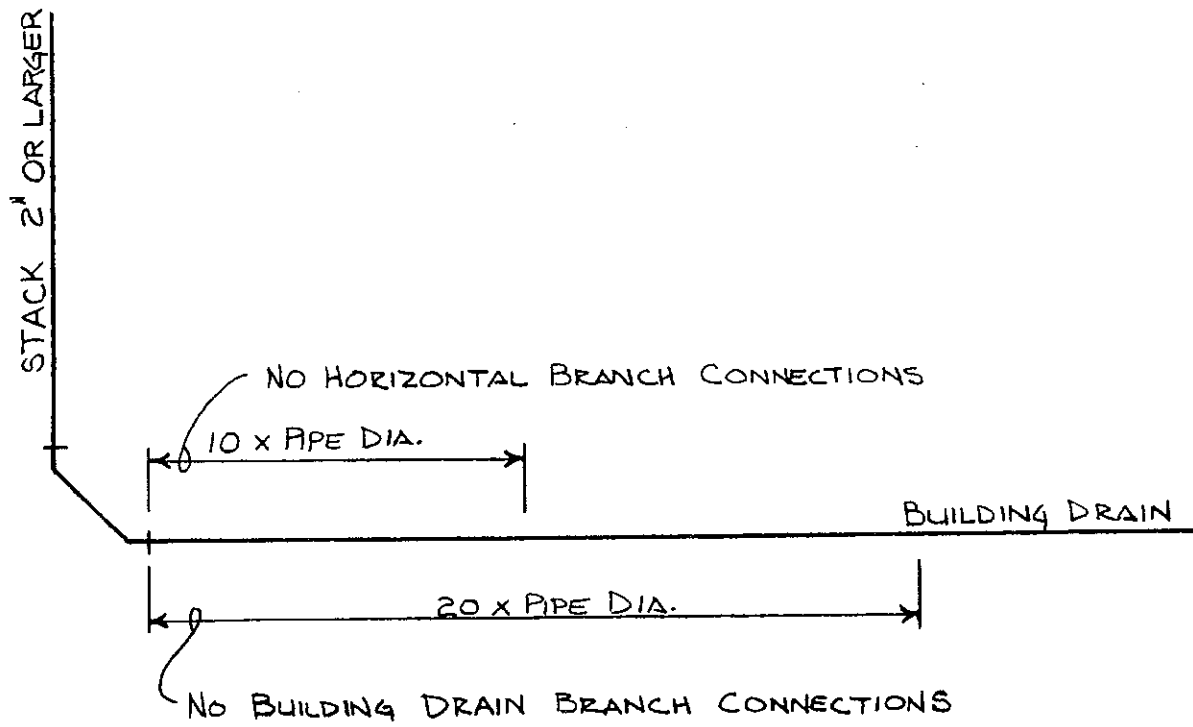 STACK 2" OR LARGER
NO HORIZONTAL BRANCH CONNECTIONS
10 x PIPE DIA.
BUILDING DRAIN
20 x PIPE DIA.
NO BUILDING DRAIN BRANCH CONNECTIONS